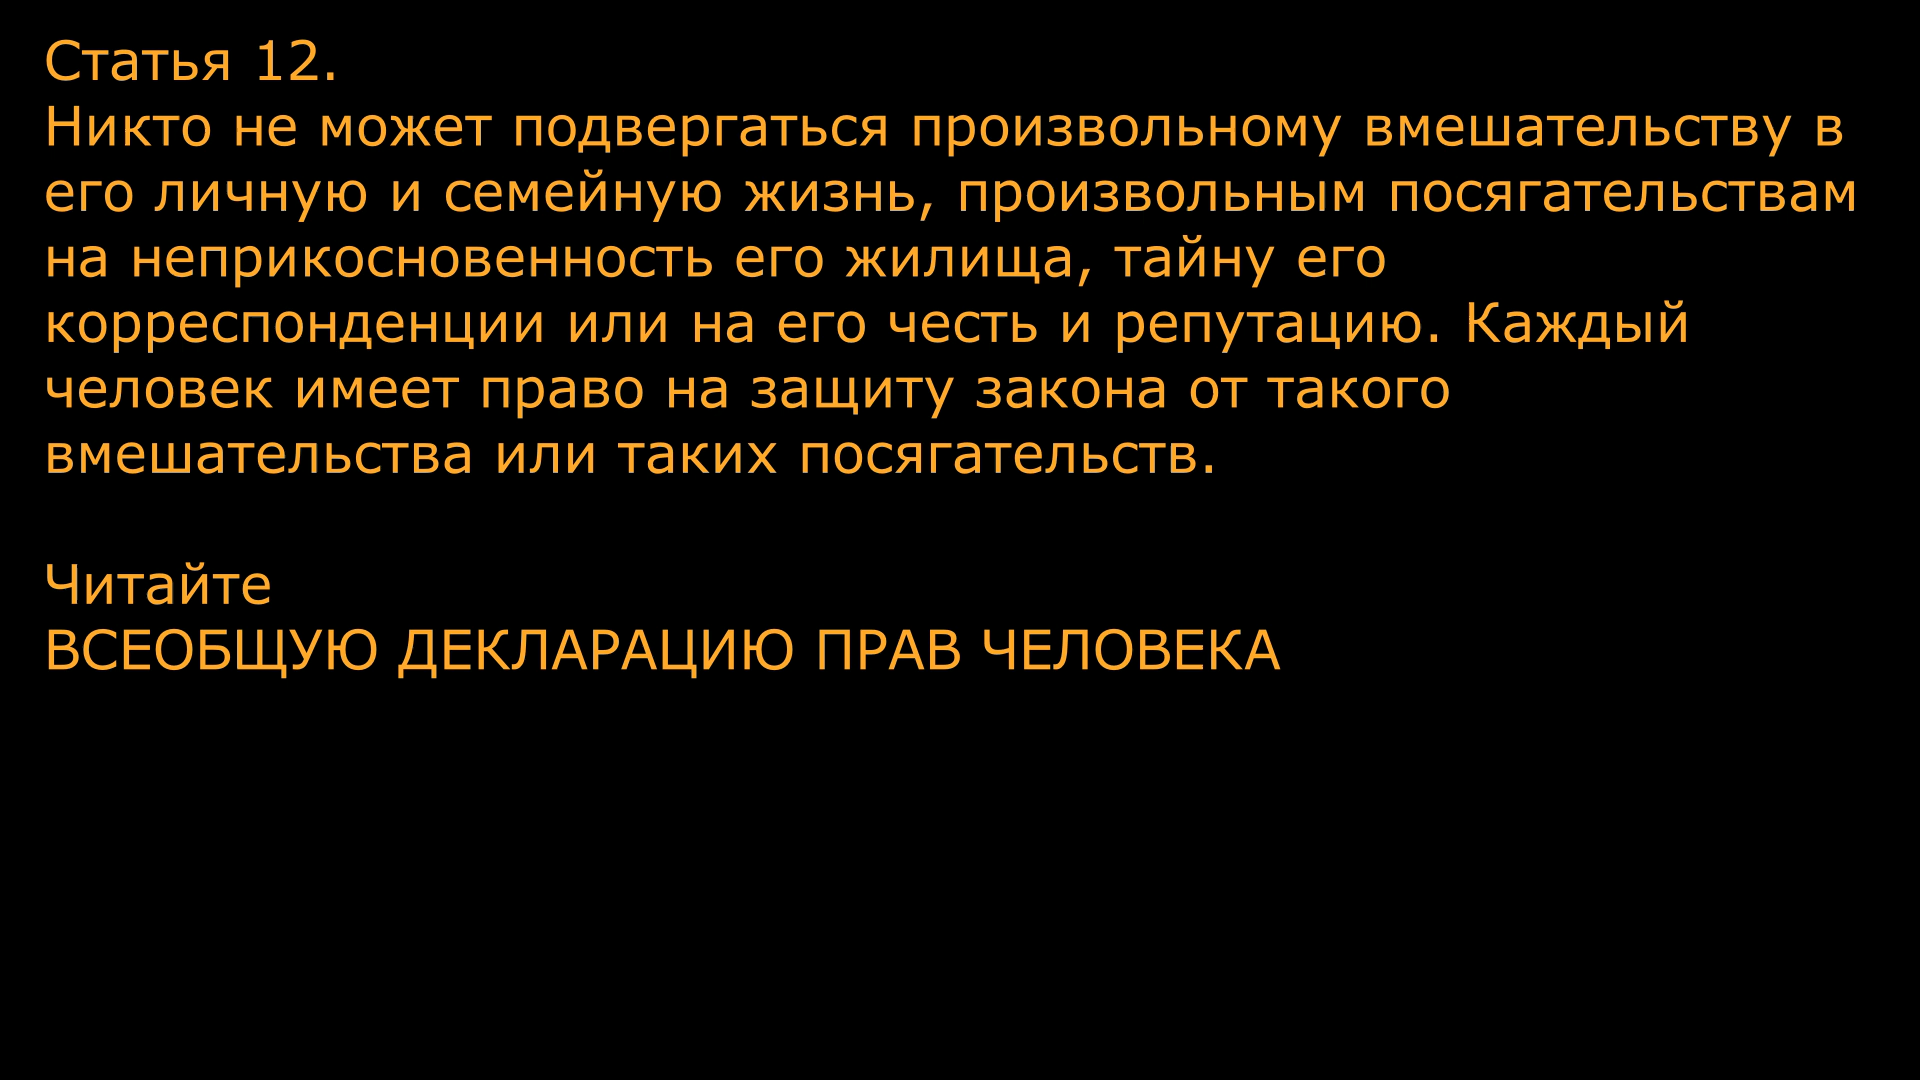 Статья 12.
Никто не может подвергаться произвольному вмешательству в
его личную и семейную жизнь, произвольным посягательствам
на неприкосновенность его жилища, тайну его
корреспонденции или на его честь и репутацию. Каждый
человек имеет право на защиту закона от такого
вмешательства или таких посягательств.
Читайте
ВСЕОБЩУЮ ДЕКЛАРАЦИЮ ПРАВ ЧЕЛОВЕКА